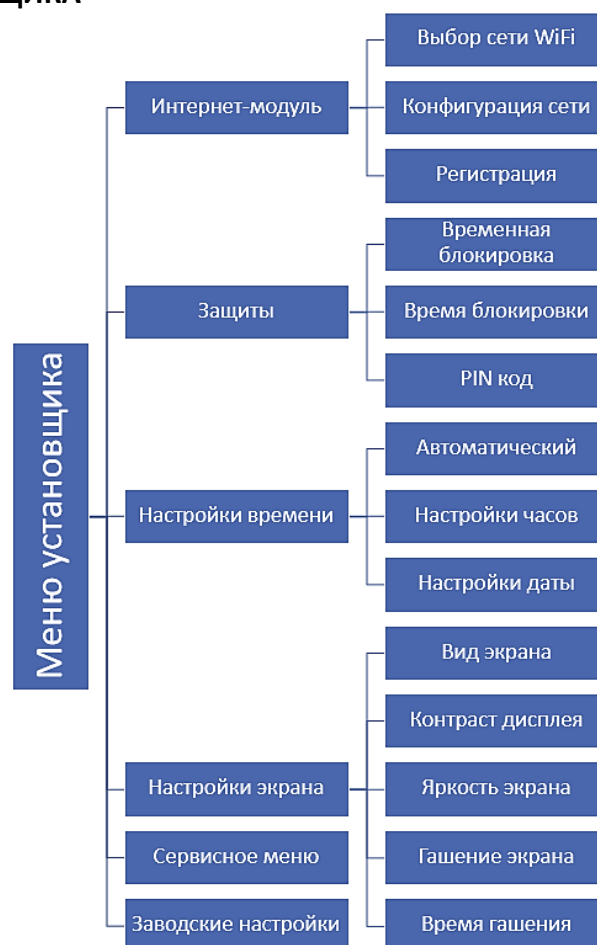 Меню установщика
Интернет-модуль
Выбор сети WiFi
Конфигурация сети
Регистрация
Защиты
Временная
блокировка
Время блокировки
PIN код
Настройки времени
Автоматический
Настройки часов
Настройки даты
Настройки экрана
Вид экрана
Контраст дисплея
Яркость экрана
Гашение экрана
Время гашения
Сервисное меню
Заводские настройки